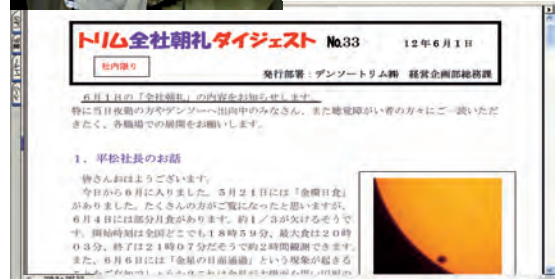 トリム全社朝礼ダイジェスト No.33 12年6月1日
社内限り
発行部署:デンソートリム㈱ 経営企画部総務課
6月1日の「全社朝礼」の内容をお知らせします。
特に当日夜勤の方やデンソーへ出向中のみなさん、また聴覚障がい者の方々にご一読いただ
きたく、各職場での展開をお願いします。
1.平松社長のお話
皆さんおはようございます。
今日から6月に入りました。5月21日には「金環日食」
がありました。たくさんの方がご覧になったと思いますが、
6月4日には部分月食があります。約1/3が欠けるそうで
す。開始時刻は全国どこでも18時59分、最大食は20時
03分、終了は21時07分だそうで約2時間観測できます。
また、6月6日には「金星の日面通過」という現象が起きる